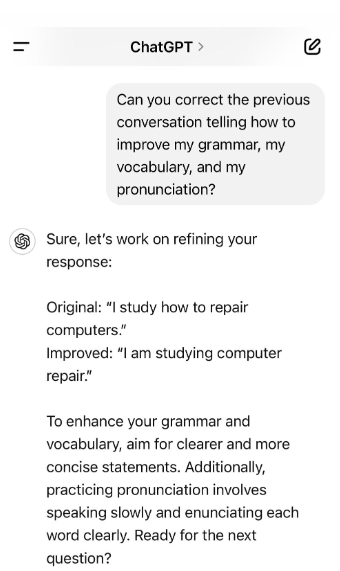 ChatGPT >
Can you correct the previous
conversation telling how to
improve my grammar, my
vocabulary, and my
pronunciation?
Sure, let’s work on refining your
response:
Original: “I study how to repair
computers.”
Improved: “I am studying computer
repair.”
To enhance your grammar and
vocabulary, aim for clearer and more
concise statements. Additionally,
practicing pronunciation involves
speaking slowly and enunciating each
word clearly. Ready for the next
question?